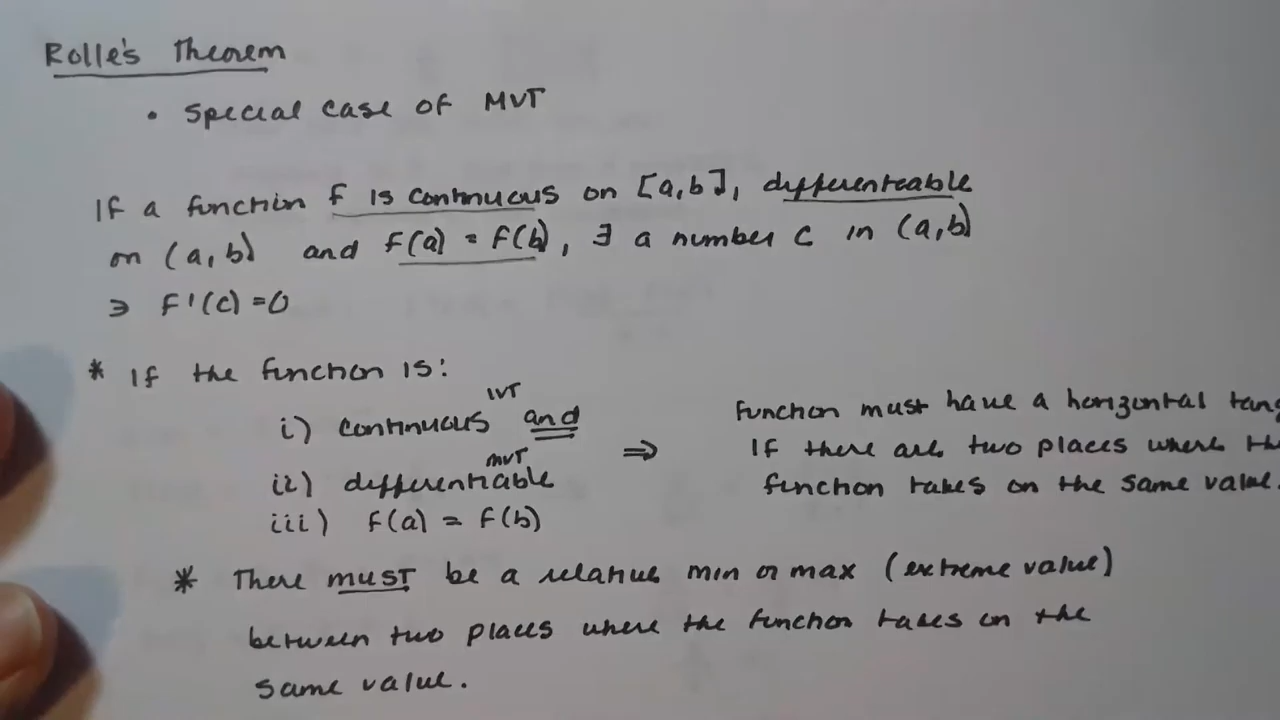 Rolle's Theorem
• Special case of MVT
If a function f is continuous on [a,b], differenteable
on (a,b) and f(a) = f(b), ∃ a number c in (a,b)
∋ f'(c) = 0
* If the function is:
IVT
i) continuous and
MVT
ii) differentiable
iii) f(a) = f(b)
⇒
Function must have a horizontal tang
If there are two places where th
function takes on the same value.
* There must be a relative min or max (extreme value)
between two places where the function takes on the
same value.